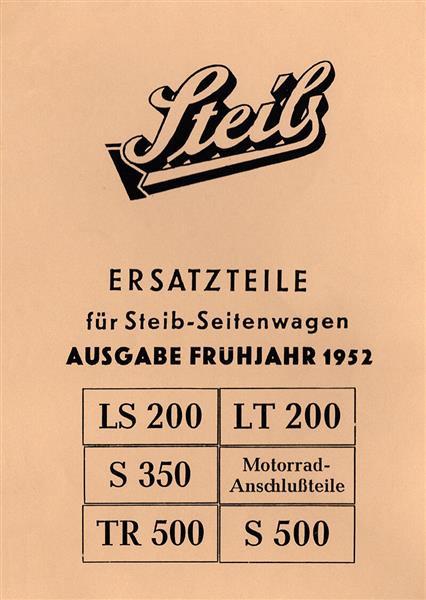 Steib
ERSATZTEILE
für Steib-Seitenwagen
AUSGABE FRÜHJAHR 1952
LS 200
LT 200
S 350
Motorrad-
Anschlußteile
TR 500
S 500